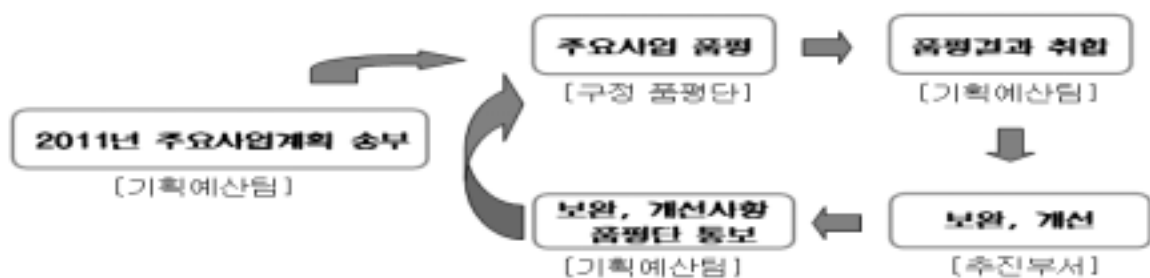 주요사업 품평
[구정 품평단]
품평결과 취합
[기획예산팀]
2011년 주요사업계획 송부
[기획예산팀]
보완, 개선사항
품평단 통보
[기획예산팀]
보완, 개선
[추진부서]